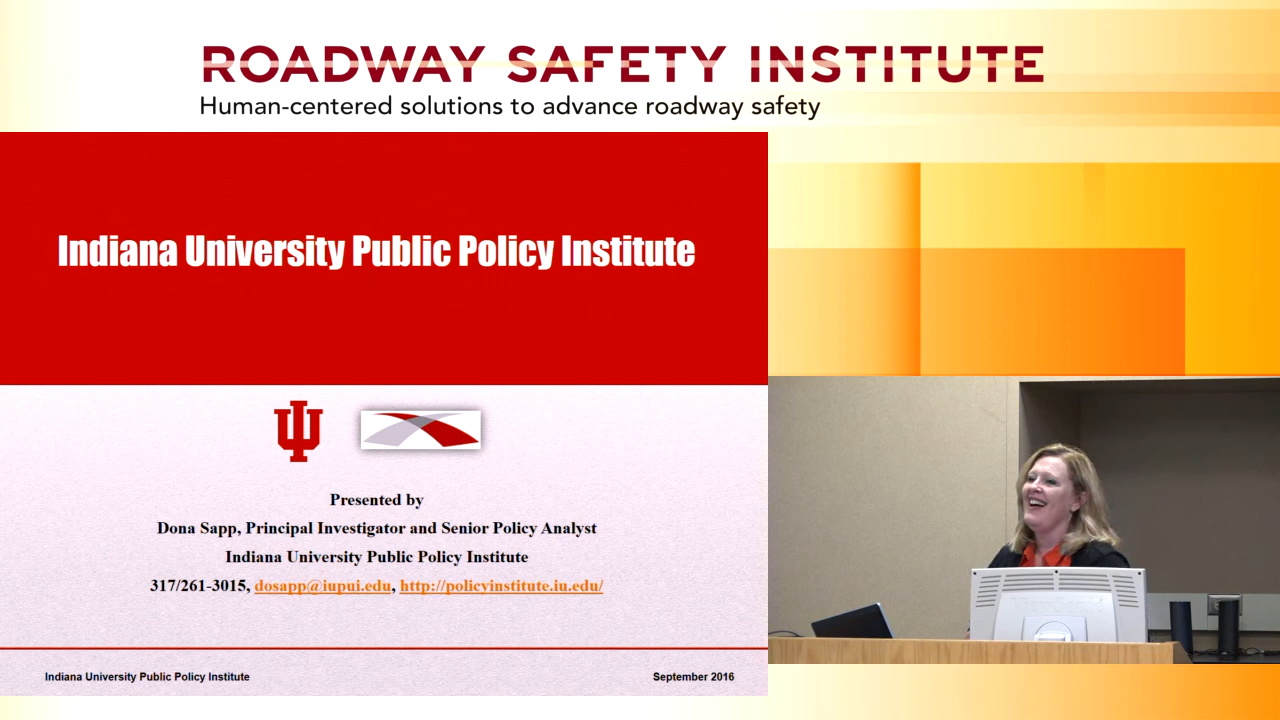 ROADWAY SAFETY INSTITUTE
Human-centered solutions to advance roadway safety
Indiana University Public Policy Institute
Presented by
Dona Sapp, Principal Investigator and Senior Policy Analyst
Indiana University Public Policy Institute
317/261-3015, dosapp@iupui.edu, http://policyinstitute.iu.edu/
Indiana University Public Policy Institute
September 2016